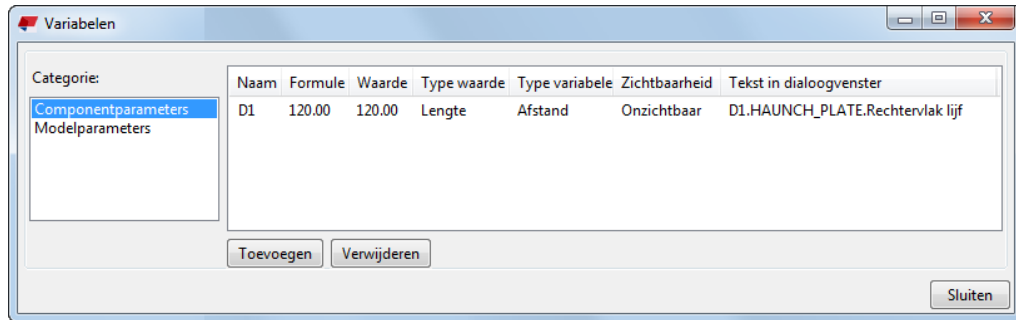 Variabelen
Categorie:
Componentparameters
Modelparameters
Naam Formule Waarde Type waarde Type variabele Zichtbaarheid Tekst in dialoogvenster
D1 120.00 120.00 Lengte Afstand Onzichtbaar D1.HAUNCH_PLATE.Rechtervlak lijf
Toevoegen Verwijderen
Sluiten